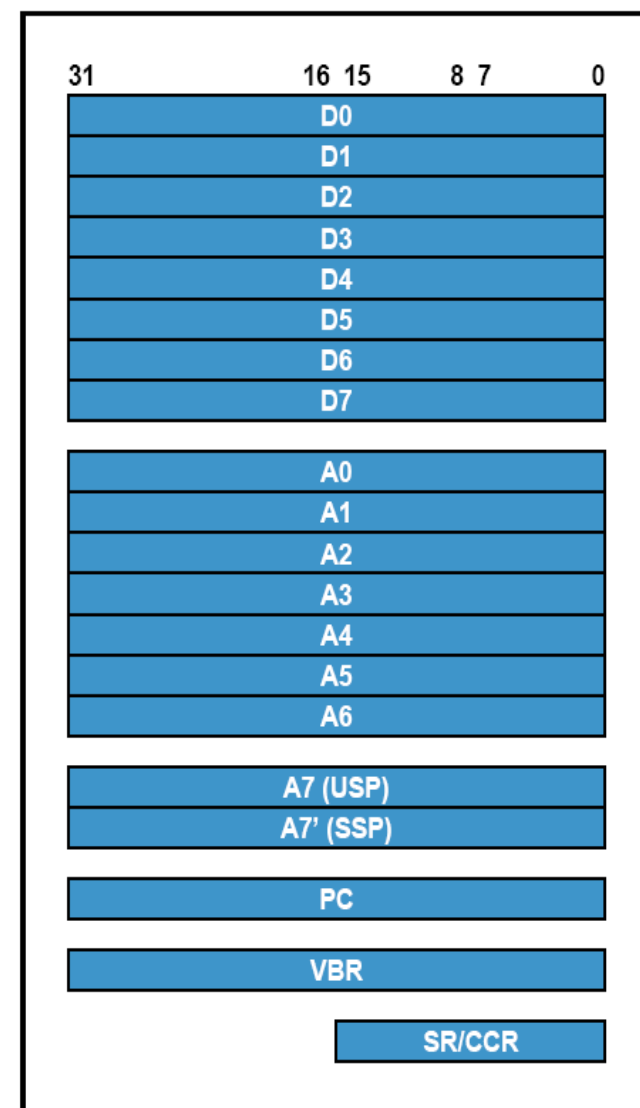 31 16 15 8 7 0
D0
D1
D2
D3
D4
D5
D6
D7
A0
A1
A2
A3
A4
A5
A6
A7 (USP)
A7’ (SSP)
PC
VBR
SR/CCR